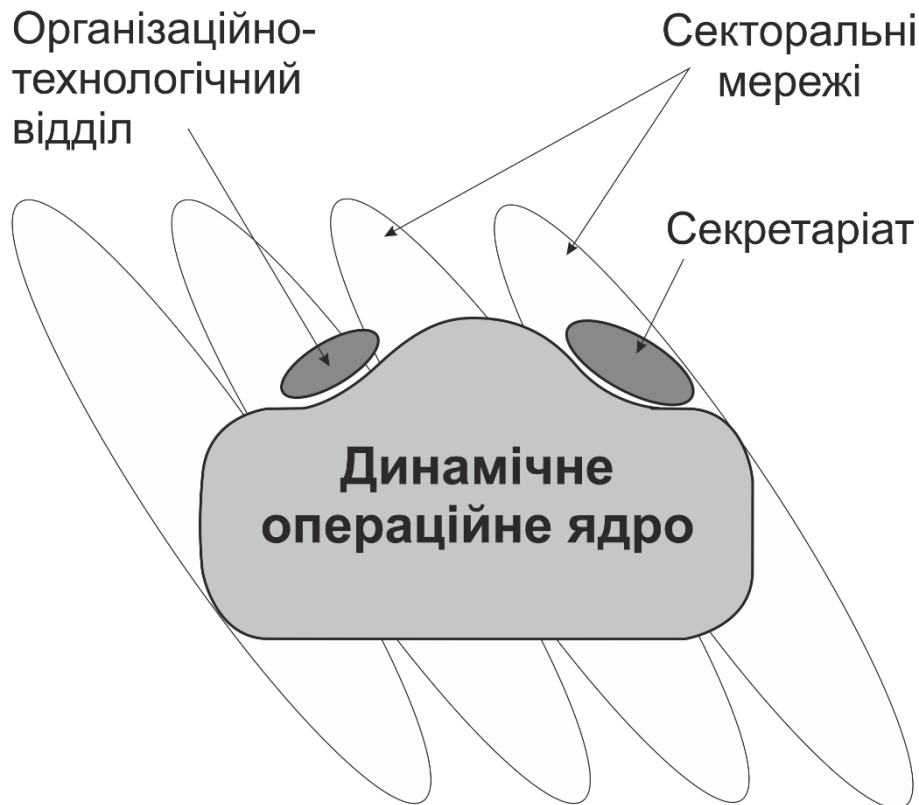 Організаційно-
технологічний
відділ
Секторальні
мережі
Секретаріат
Динамічне
операційне ядро